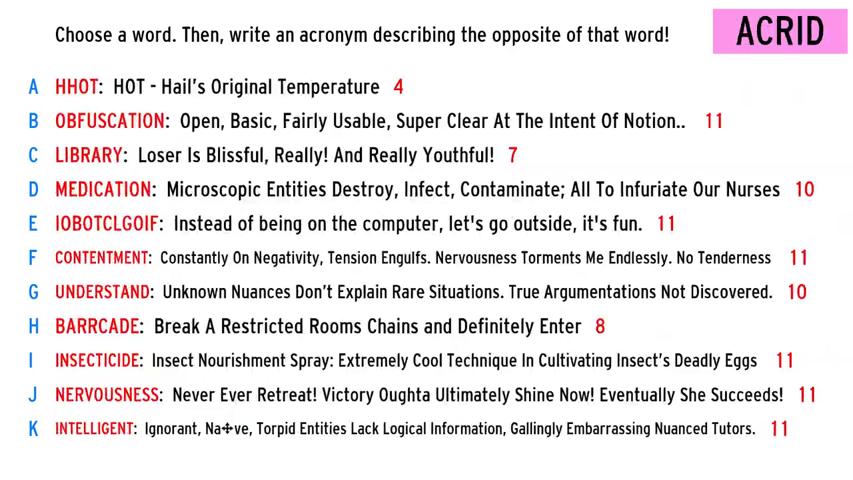 Choose a word. Then, write an acronym describing the opposite of that word!
ACRID
A HHOT: HOT - Hail's Original Temperature 4
B OBFUSCATION: Open, Basic, Fairly Usable, Super Clear At The Intent Of Notion.. 11
C LIBRARY: Loser Is Blissful, Really! And Really Youthful! 7
D MEDICATION: Microscopic Entities Destroy, Infect, Contaminate; All To Infuriate Our Nurses 10
E IOBOTCLGOIF: Instead of being on the computer, let's go outside, it's fun. 11
F CONTENTMENT: Constantly On Negativity, Tension Engulfs. Nervousness Torments Me Endlessly. No Tenderness 11
G UNDERSTAND: Unknown Nuances Don't Explain Rare Situations. True Argumentations Not Discovered. 10
H BARRCADE: Break A Restricted Rooms Chains and Definitely Enter 8
I INSECTICIDE: Insect Nourishment Spray: Extremely Cool Technique In Cultivating Insect's Deadly Eggs 11
J NERVOUSNESS: Never Ever Retreat! Victory Oughta Ultimately Shine Now! Eventually She Succeeds! 11
K INTELLIGENT: Ignorant, Na✢ve, Torpid Entities Lack Logical Information, Gallingly Embarrassing Nuanced Tutors. 11